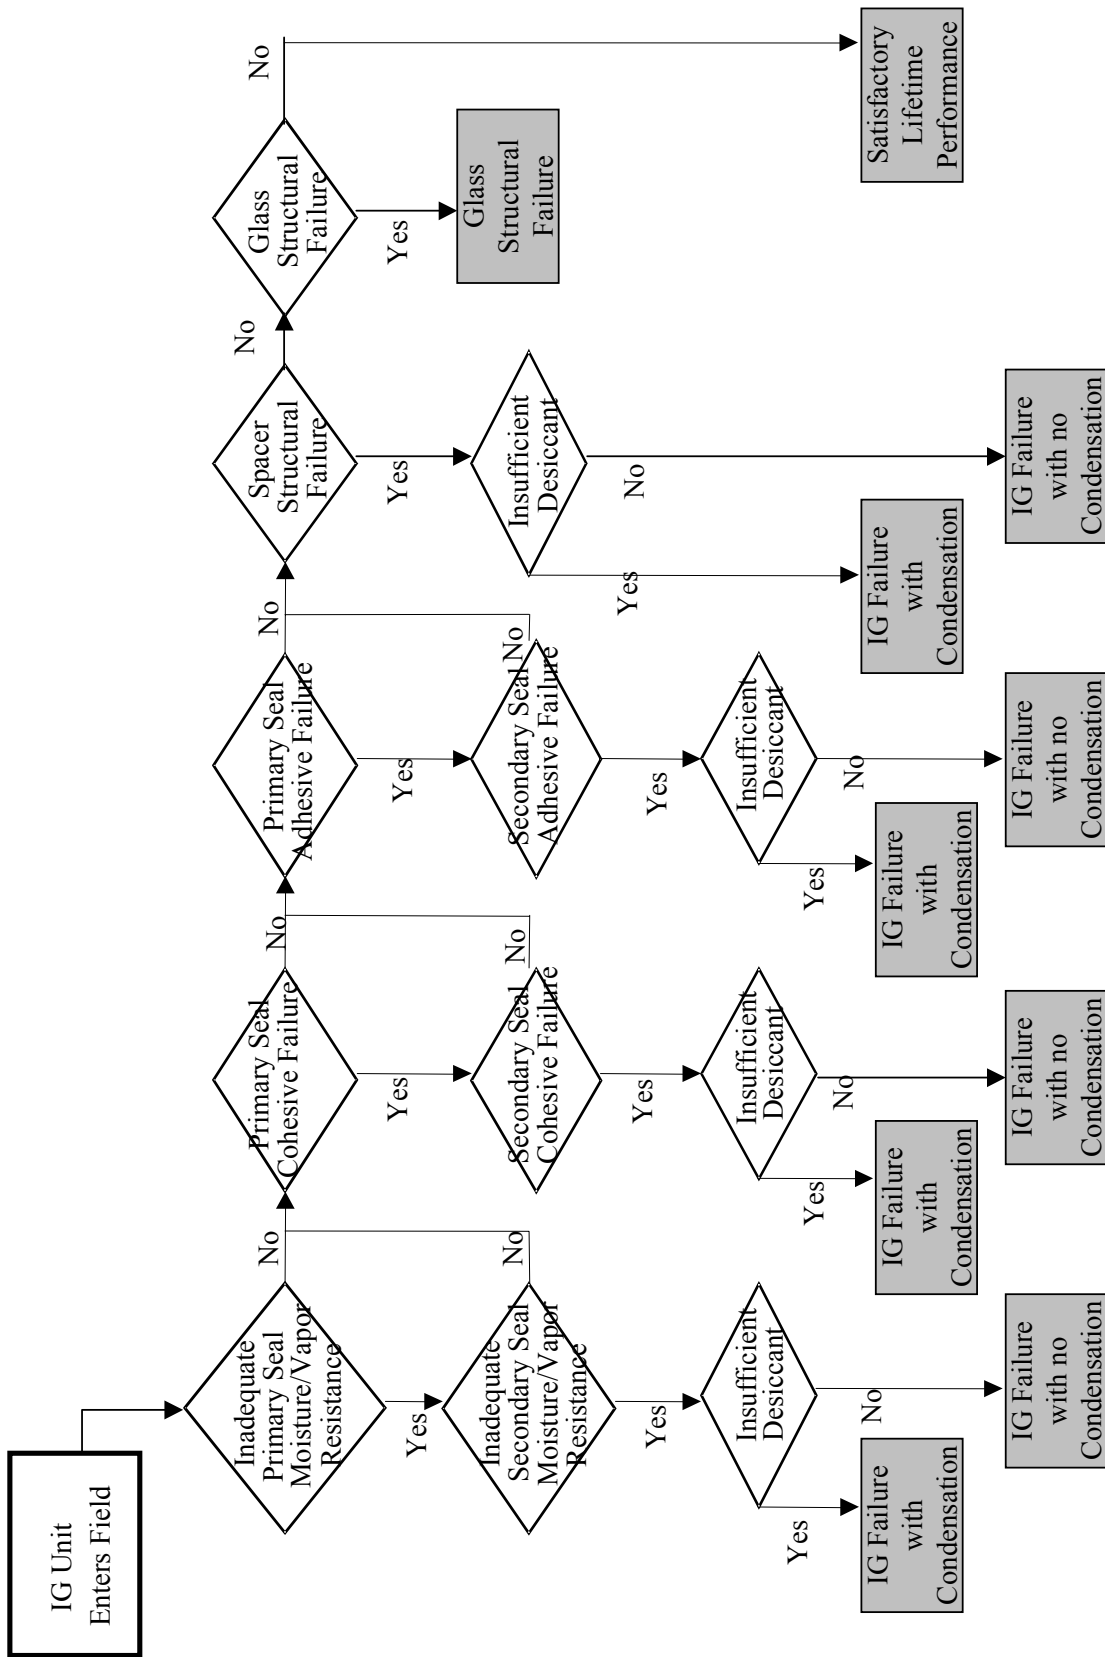 IG Unit
Enters Field
Inadequate
Primary Seal
Moisture/Vapor
Resistance
No
Yes
Inadequate
Secondary Seal
Moisture/Vapor
Resistance
No
Yes
Insufficient
Desiccant
Yes
No
IG Failure
with
Condensation
IG Failure
with no
Condensation
Primary Seal
Cohesive Failure
No
Yes
Secondary Seal
Cohesive Failure
No
Yes
Insufficient
Desiccant
Yes
No
IG Failure
with
Condensation
IG Failure
with no
Condensation
Primary Seal
Adhesive Failure
No
Yes
Secondary Seal
Adhesive Failure
No
Yes
Insufficient
Desiccant
Yes
No
IG Failure
with
Condensation
IG Failure
with no
Condensation
Spacer
Structural
Failure
No
Yes
Insufficient
Desiccant
Yes
No
IG Failure
with
Condensation
IG Failure
with no
Condensation
Glass
Structural
Failure
No
Yes
Glass
Structural
Failure
Satisfactory
Lifetime
Performance